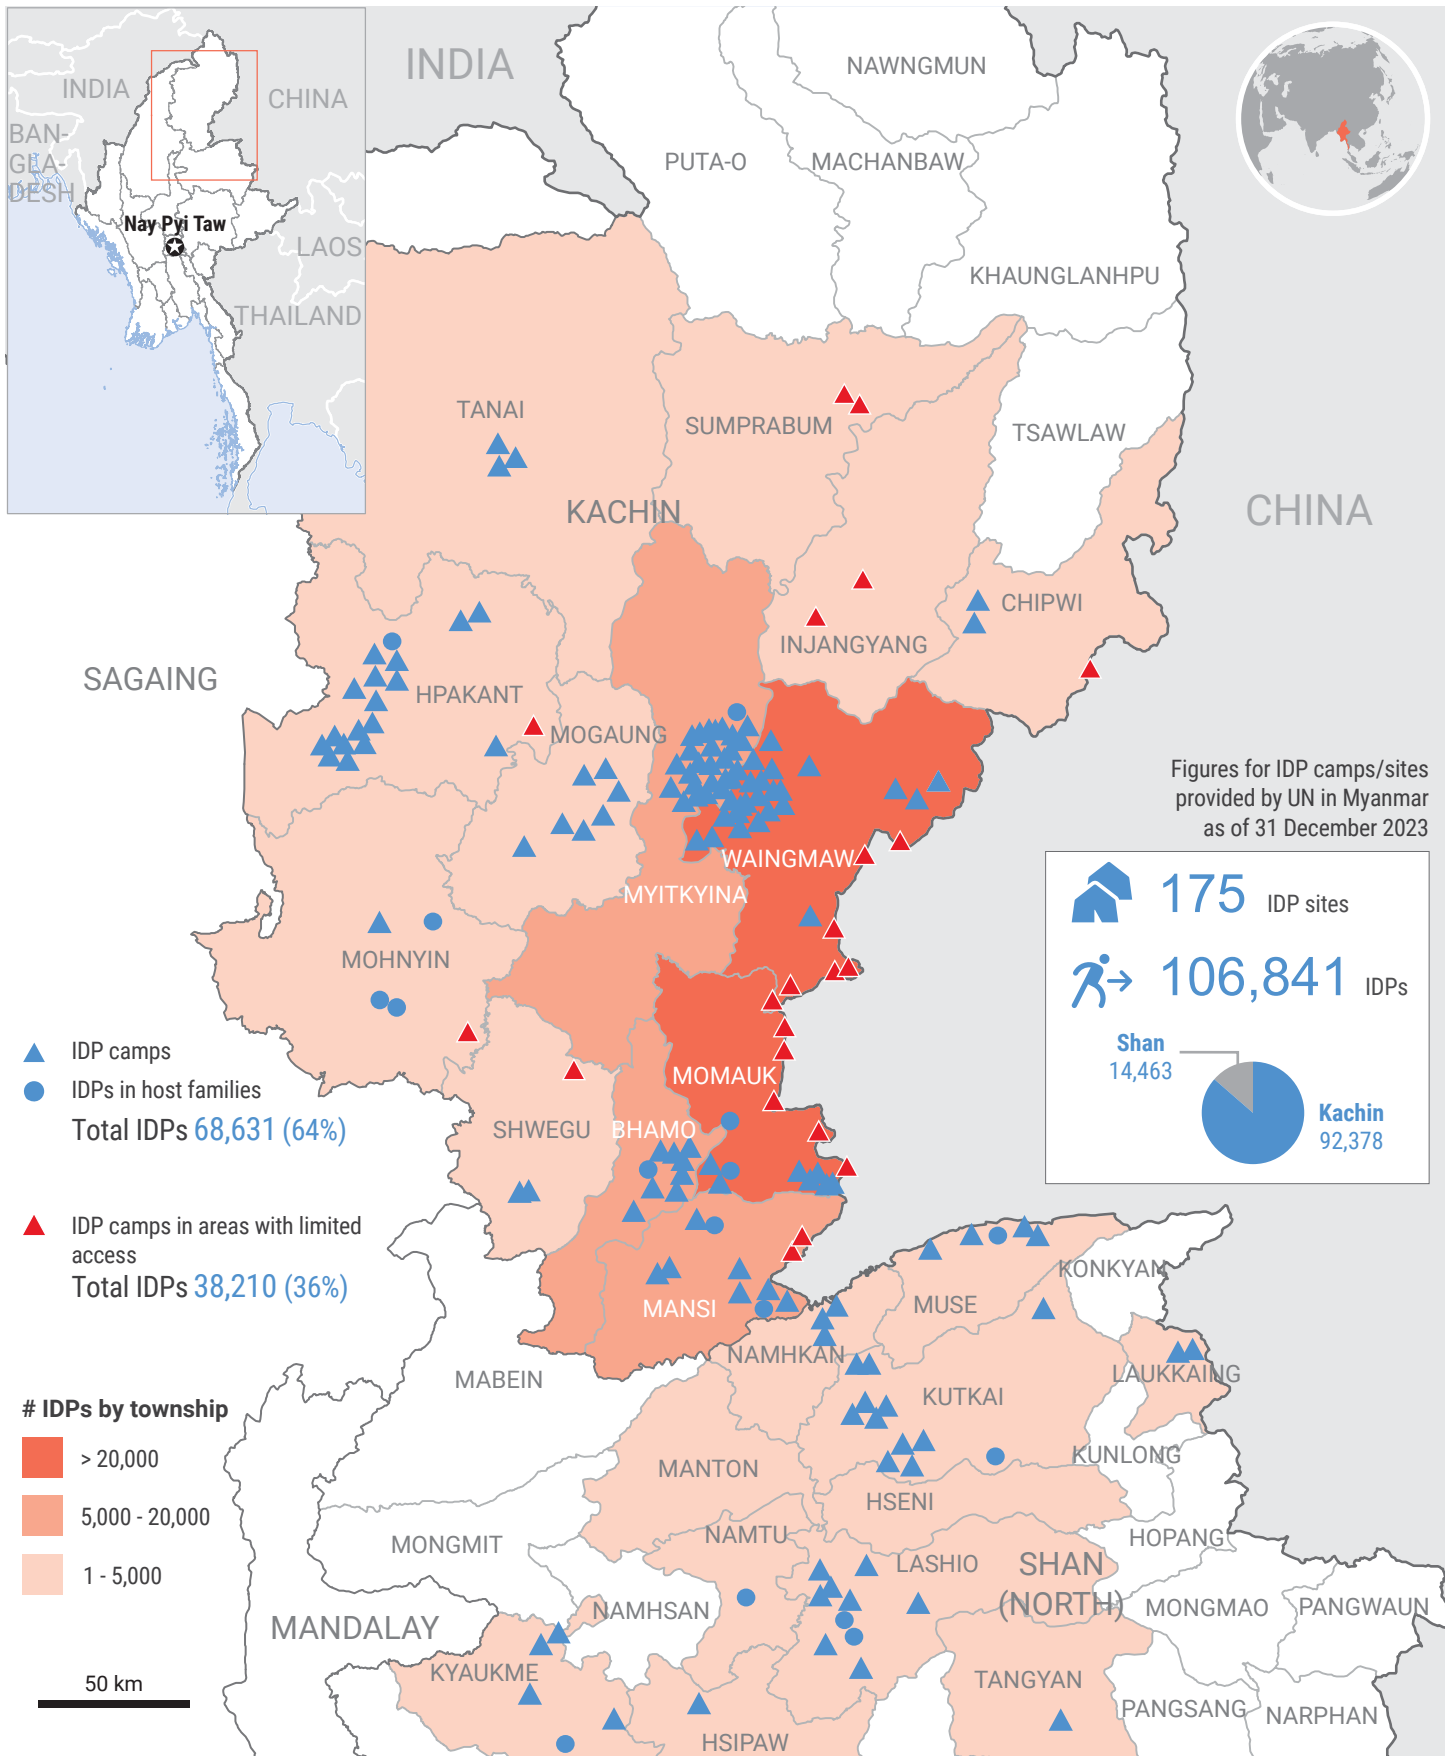 INDIA
CHINA
BAN-
GLA-
DESH
Nay Pyi Taw
LAOS
THAILAND
INDIA
NAWNGMUN
PUTA-O
MACHANBAW
KHAUNGLANHPU
TANAI
SUMPRABUM
TSAWLAW
KACHIN
CHINA
CHIPWI
INJANGYANG
SAGAING
HPAKANT
MOGAUNG
WAINGMAW
MYITKYINA
MOHNYIN
MOMAUK
SHWEGU
BHAMO
Figures for IDP camps/sites
provided by UN in Myanmar
as of 31 December 2023
175 IDP sites
106,841 IDPs
Shan
14,463
Kachin
92,378
IDP camps
IDPs in host families
Total IDPs 68,631 (64%)
IDP camps in areas with limited
access
Total IDPs 38,210 (36%)
KONKYAN
MUSE
MANSI
NAMHKAN
MABEIN
LAUKKAING
KUTKAI
# IDPs by township
> 20,000
5,000 - 20,000
1 - 5,000
KUNLONG
MANTON
HSENI
NAMTU
MONGMIT
HOPANG
LASHIO
SHAN
(NORTH)
NAMHSAN
MONGMAO
PANGWAUN
MANDALAY
KYAUKME
TANGYAN
50 km
PANGSANG
NARPHAN
HSIPAW